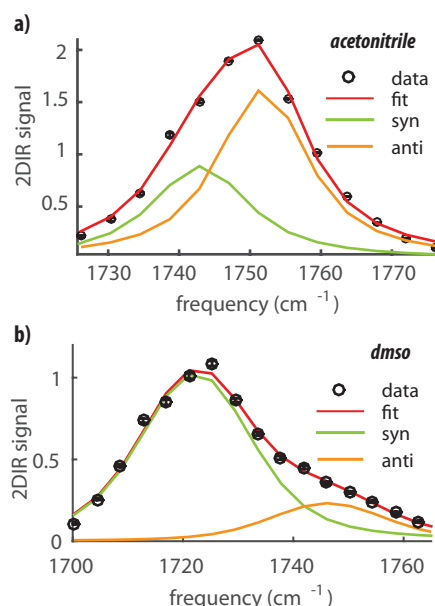 a)
acetonitrile
2
1.5
1
0.5
2DIR signal
data
fit
syn
anti
1730 1740 1750 1760 1770
frequency (cm -1)
b)
dmso
1
0.5
0
2DIR signal
data
fit
syn
anti
1700 1720 1740 1760
frequency (cm -1)